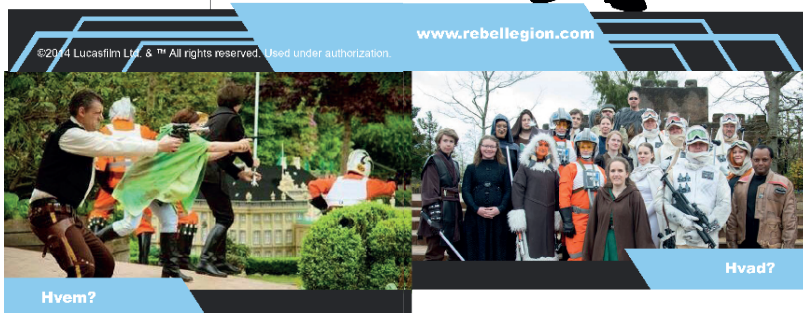 www.rebellegion.com
©2014 Lucasfilm Ltd. & ™ All rights reserved. Used under authorization.
Hvem?
Hvad?